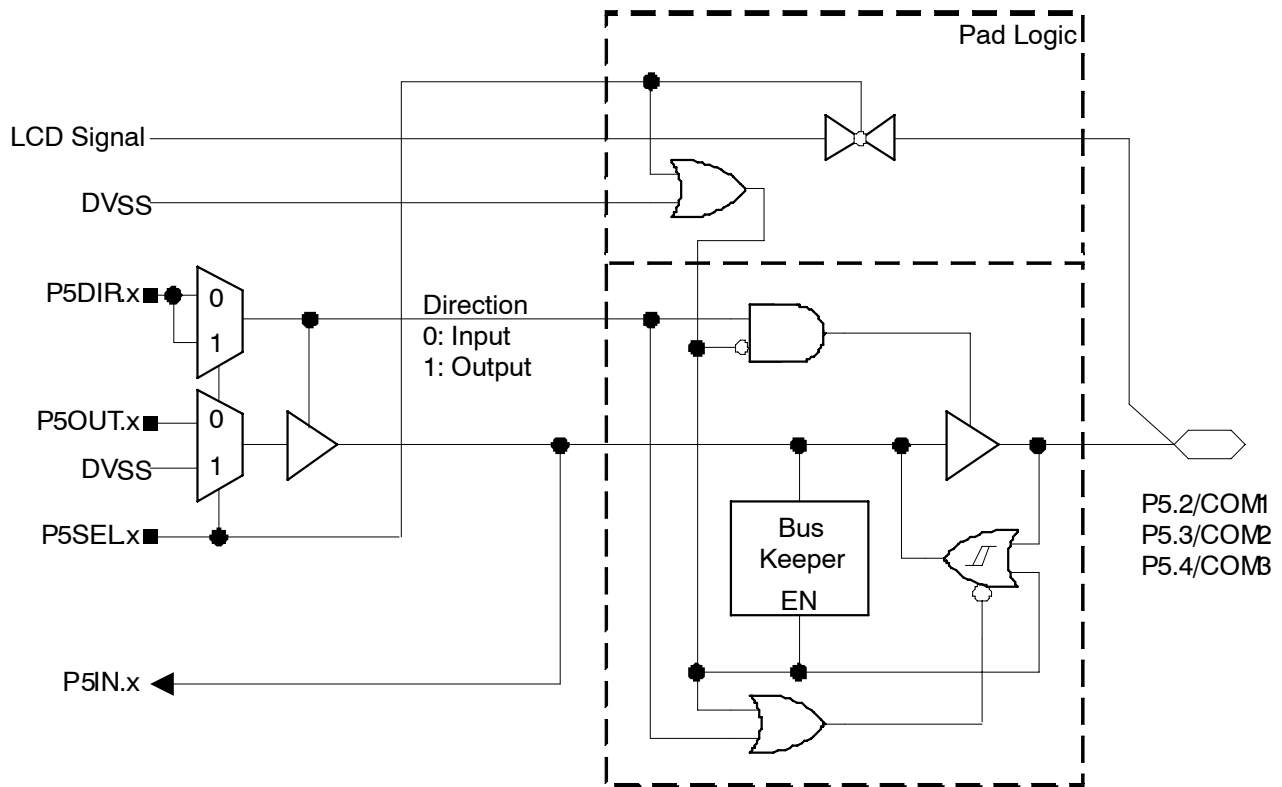 Pad Logic
LCD Signal
DVSS
P5DIR.x
0
1
Direction
0: Input
1: Output
P5OUT.x
0
DVSS
1
P5SEL.x
Bus
Keeper
EN
P5.2/COM1
P5.3/COM2
P5.4/COM3
P5IN.x